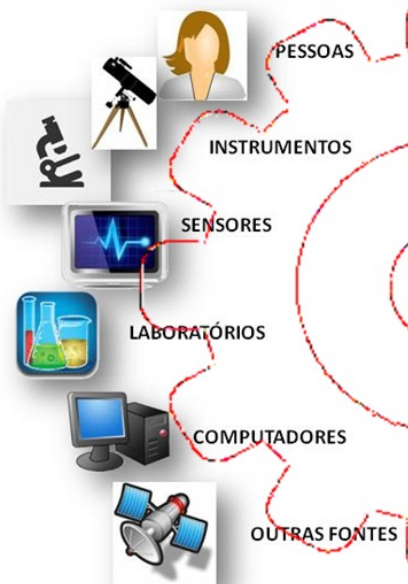 PESSOAS
INSTRUMENTOS
SENSORES
LABORATÓRIOS
COMPUTADORES
OUTRAS FONTES